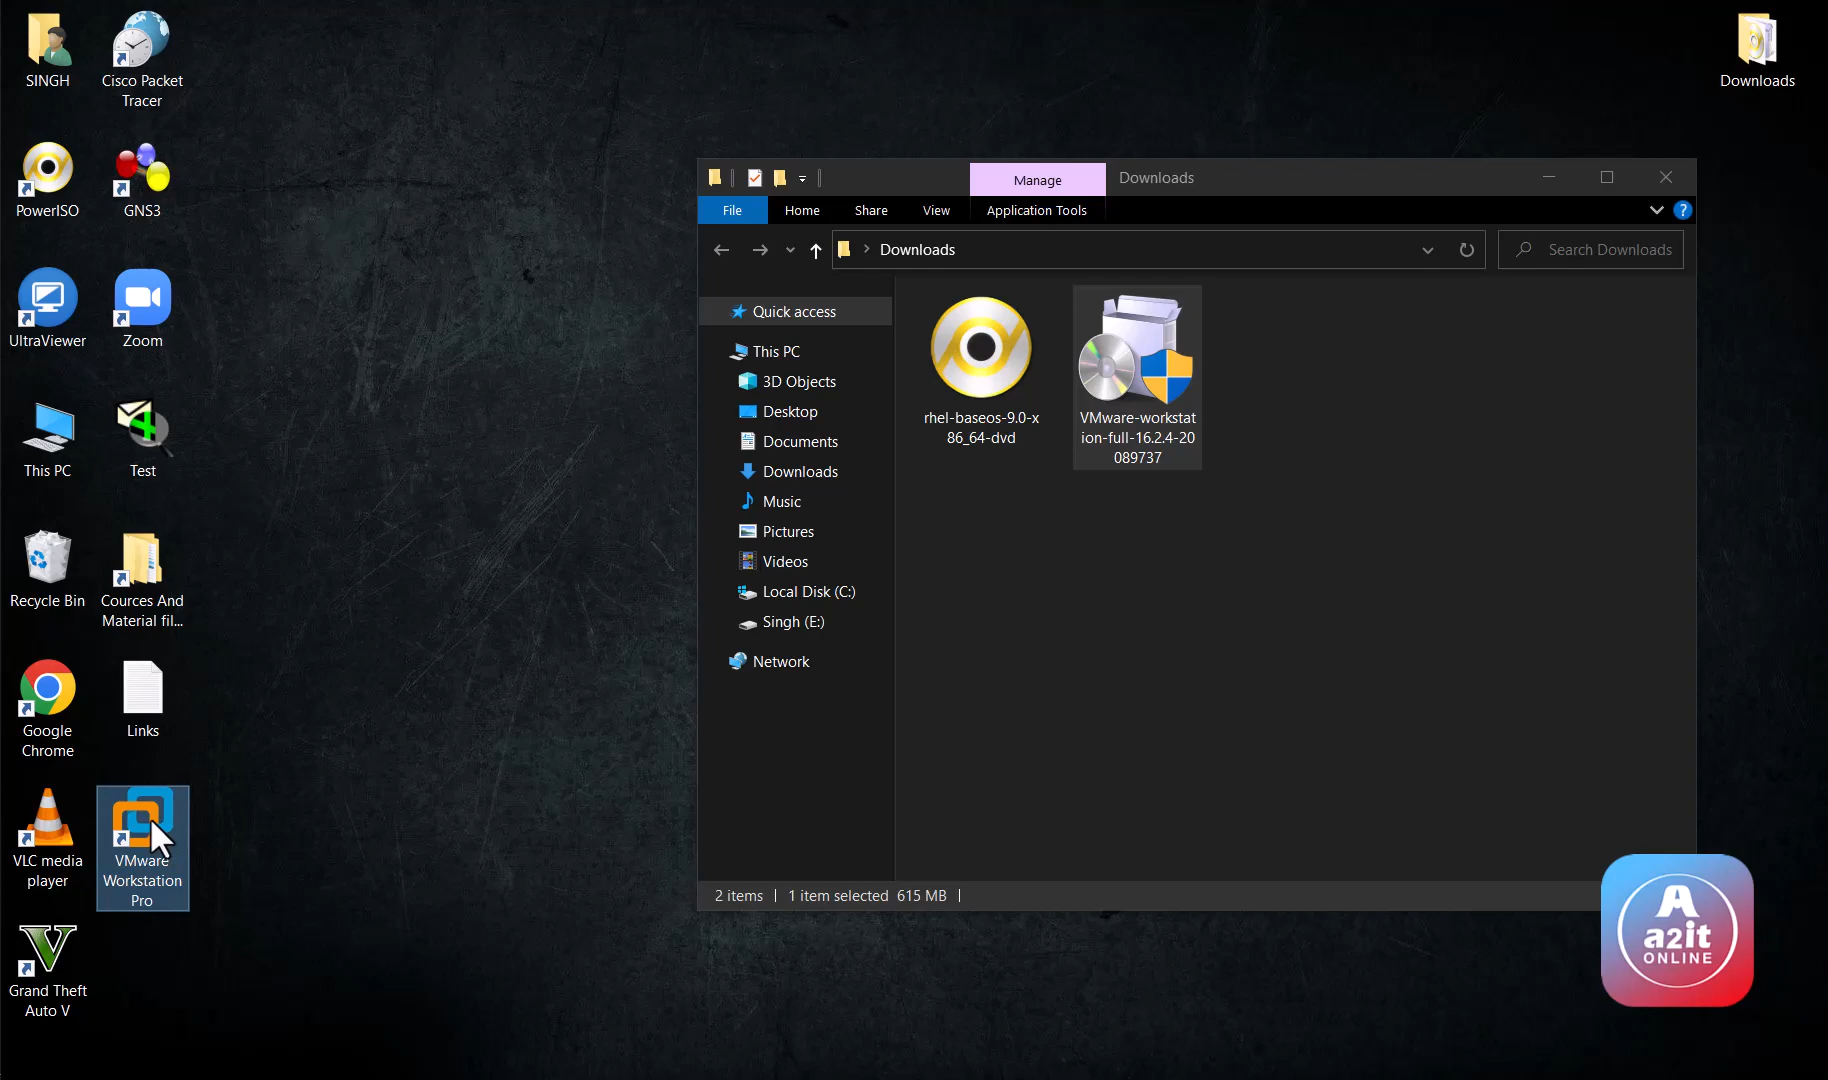 SINGH
Cisco Packet
Tracer
PowerISO
GNS3
UltraViewer
Zoom
This PC
Test
Recycle Bin
Cources And
Material fil...
Google
Chrome
Links
VLC media
player
VMware
Workstation
Pro
Grand Theft
Auto V
Downloads
Manage
Downloads
File
Home
Share
View
Application Tools
?
Downloads
Search Downloads
Quick access
This PC
3D Objects
Desktop
Documents
Downloads
Music
Pictures
Videos
Local Disk (C:)
Singh (E:)
Network
rhel-baseos-9.0-x
86_64-dvd
VMware-workstat
ion-full-16.2.4-20
089737
2 items
1 item selected 615 MB
A
a2it
ONLINE